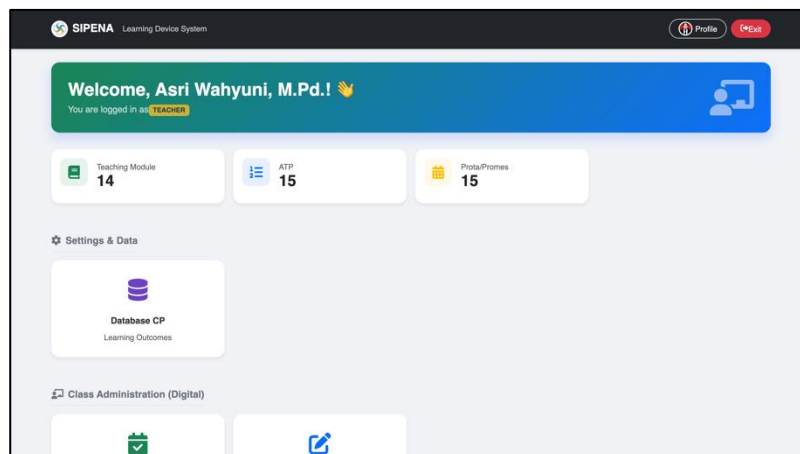 SIPENA Learning Device System
Profile
Exit
Welcome, Asri Wahyuni, M.Pd.! 👋
You are logged in as TEACHER
Teaching Module
14
ATP
15
Prota/Promes
15
Settings & Data
Database CP
Learning Outcomes
Class Administration (Digital)